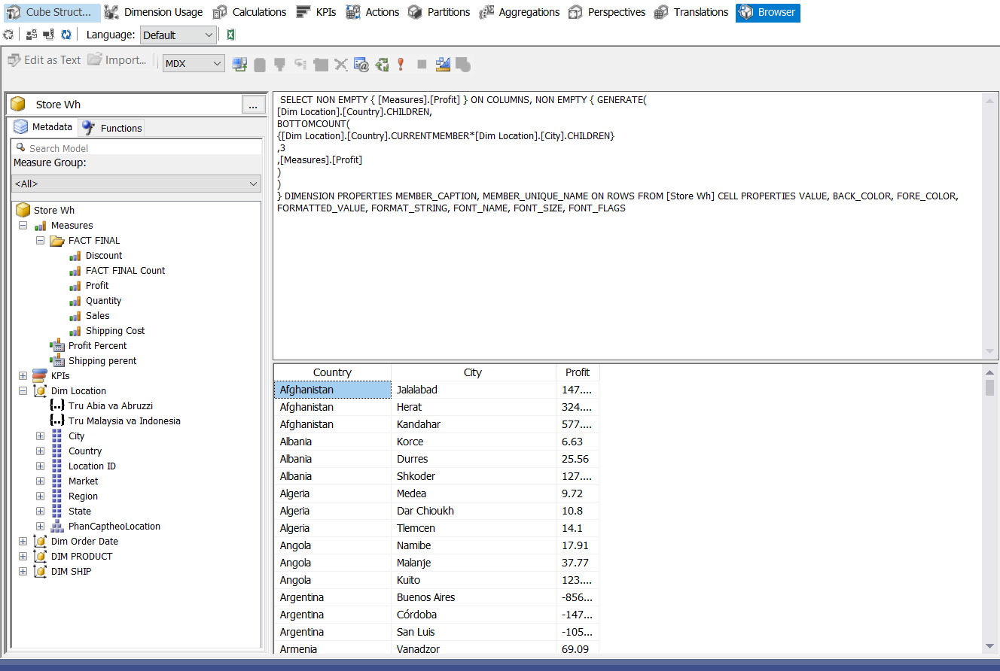 Cube Struct... Dimension Usage Calculations KPIs Actions Partitions Aggregations Perspectives Translations Browser
Language: Default
Edit as Text Import... MDX
Store Wh ...
Metadata Functions
Search Model
Measure Group:
<All>
Store Wh
Measures
FACT FINAL
Discount
FACT FINAL Count
Profit
Quantity
Sales
Shipping Cost
Profit Percent
Shipping perent
KPIs
Dim Location
Tru Abia va Abruzzi
Tru Malaysia va Indonesia
City
Country
Location ID
Market
Region
State
PhanCaptheoLocation
Dim Order Date
DIM PRODUCT
DIM SHIP
SELECT NON EMPTY { [Measures].[Profit] } ON COLUMNS, NON EMPTY { GENERATE(
[Dim Location].[Country].CHILDREN,
BOTTOMCOUNT(
{[Dim Location].[Country].CURRENTMEMBER*[Dim Location].[City].CHILDREN}
,3
,[Measures].[Profit]
)
)
} DIMENSION PROPERTIES MEMBER_CAPTION, MEMBER_UNIQUE_NAME ON ROWS FROM [Store Wh] CELL PROPERTIES VALUE, BACK_COLOR, FORE_COLOR,
FORMATTED_VALUE, FORMAT_STRING, FONT_NAME, FONT_SIZE, FONT_FLAGS
Country City Profit
Afghanistan Jalalabad 147....
Afghanistan Herat 324....
Afghanistan Kandahar 577....
Albania Korce 6.63
Albania Durres 25.56
Albania Shkoder 127....
Algeria Medea 9.72
Algeria Dar Chioukh 10.8
Algeria Tlemcen 14.1
Angola Namibe 17.91
Angola Malanje 37.77
Angola Kuito 123....
Argentina Buenos Aires -856...
Argentina Córdoba -147...
Argentina San Luis -105...
Armenia Vanadzor 69.09